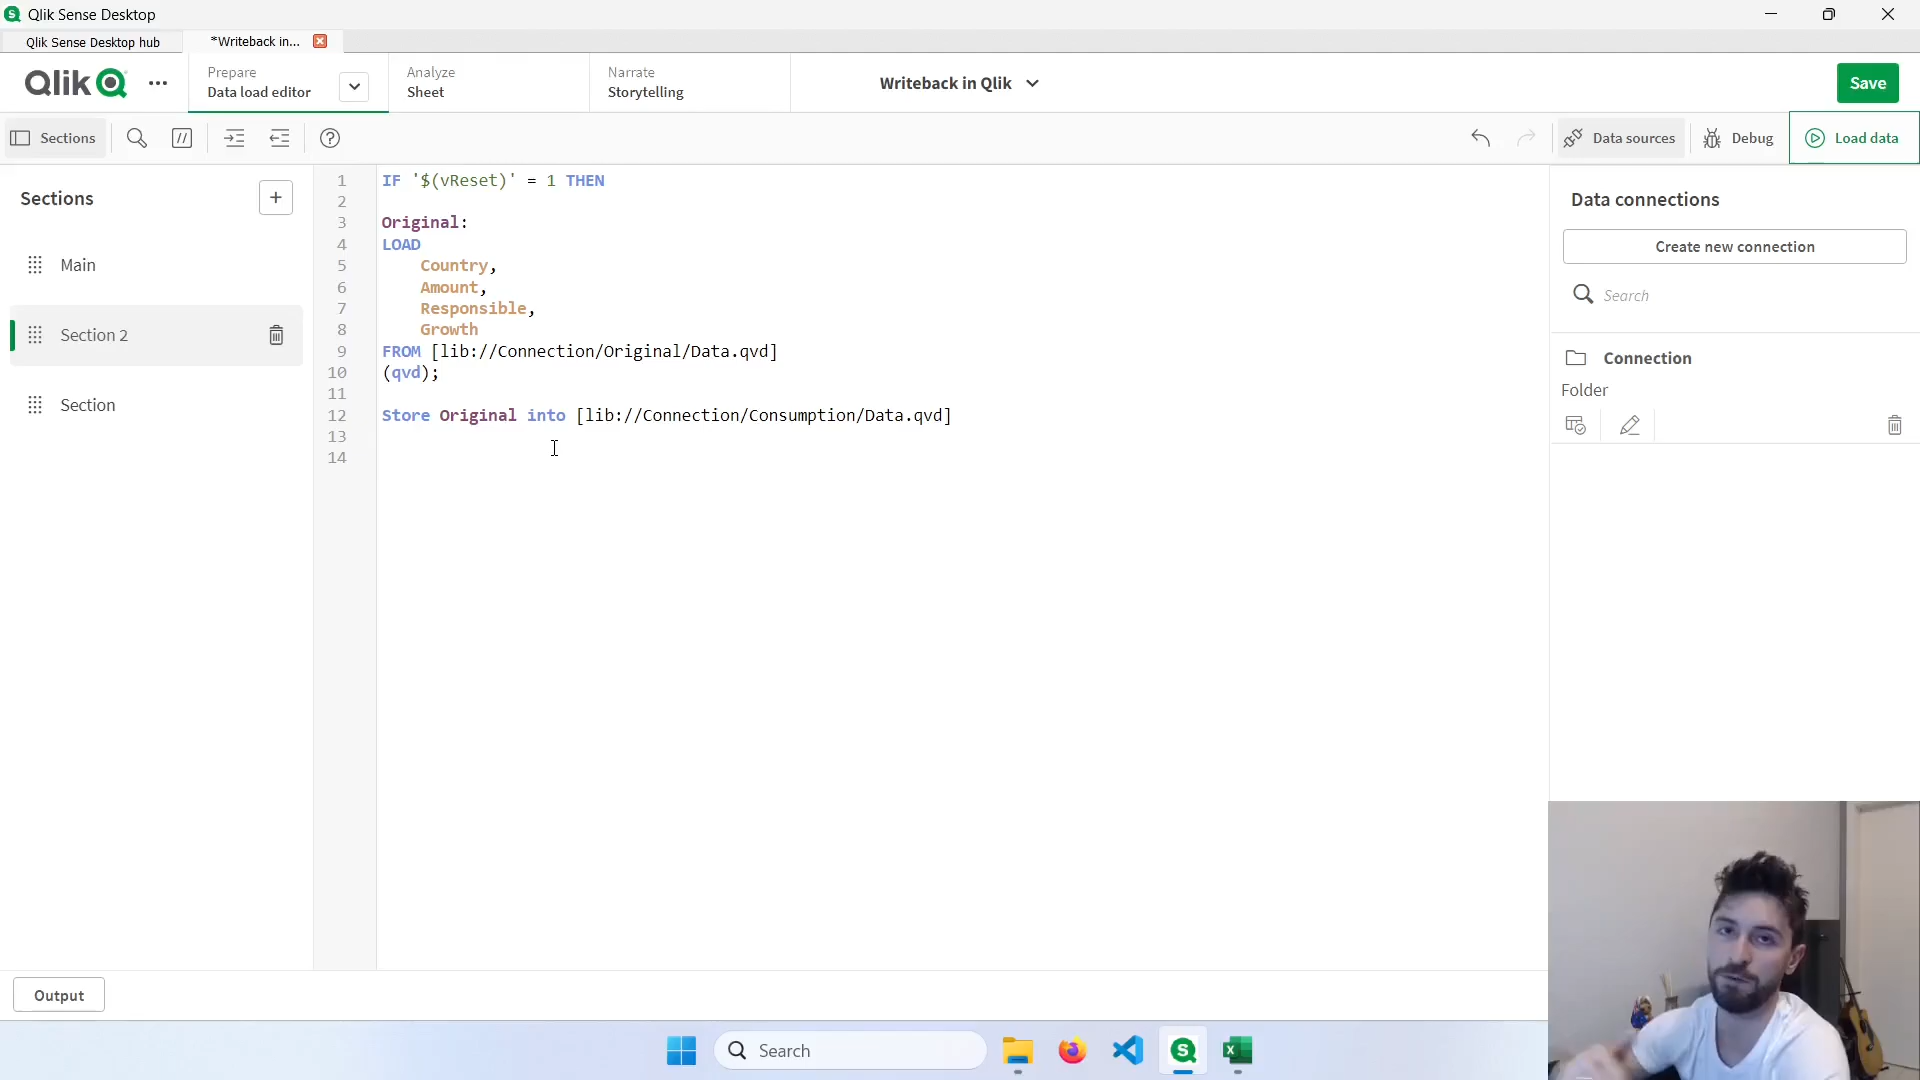 Qlik Sense Desktop
Qlik Sense Desktop hub
*Writeback in...
Qlik
Prepare
Data load editor
Analyze
Sheet
Narrate
Storytelling
Writeback in Qlik
Save
Sections
//
?
Data sources
Debug
Load data
Sections
+
Main
Section 2
Section
1 IF '$(vReset)' = 1 THEN
2
3 Original:
4 LOAD
5 Country,
6 Amount,
7 Responsible,
8 Growth
9 FROM [lib://Connection/Original/Data.qvd]
10 (qvd);
11
12 Store Original into [lib://Connection/Consumption/Data.qvd]
13
14
Data connections
Create new connection
Search
Connection
Folder
Output
Search